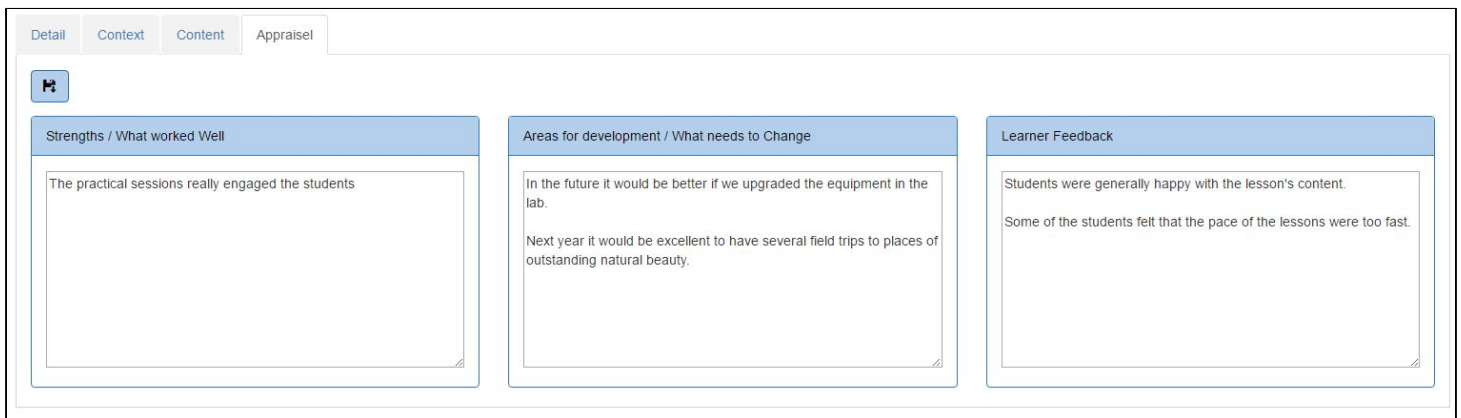 Detail Context Content Appraisel
Strengths / What worked Well
The practical sessions really engaged the students
Areas for development / What needs to Change
In the future it would be better if we upgraded the equipment in the
lab.
Next year it would be excellent to have several field trips to places of
outstanding natural beauty.
Learner Feedback
Students were generally happy with the lesson's content.
Some of the students felt that the pace of the lessons were too fast.